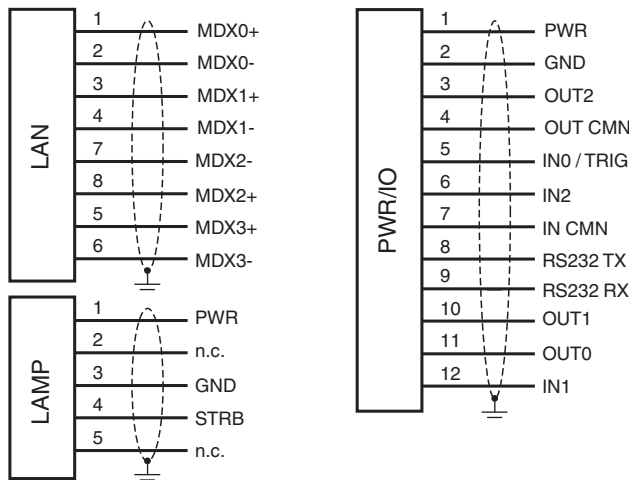 LAN
1 MDX0+
2 MDX0-
3 MDX1+
4 MDX1-
7 MDX2-
8 MDX2+
5 MDX3+
6 MDX3-
LAMP
1 PWR
2 n.c.
3 GND
4 STRB
5 n.c.
PWR/IO
1 PWR
2 GND
3 OUT2
4 OUT CMN
5 IN0 / TRIG
6 IN2
7 IN CMN
8 RS232 TX
9 RS232 RX
10 OUT1
11 OUT0
12 IN1